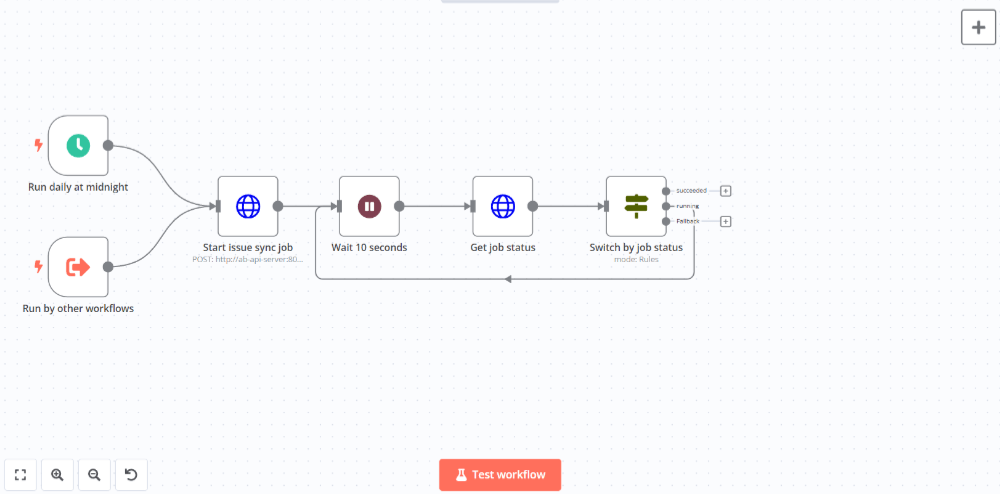 succeeded
running
Fallback
Run daily at midnight
Start issue sync job
POST: http://ab-api-server:80...
Wait 10 seconds
Get job status
Switch by job status
mode: Rules
Run by other workflows
Test workflow